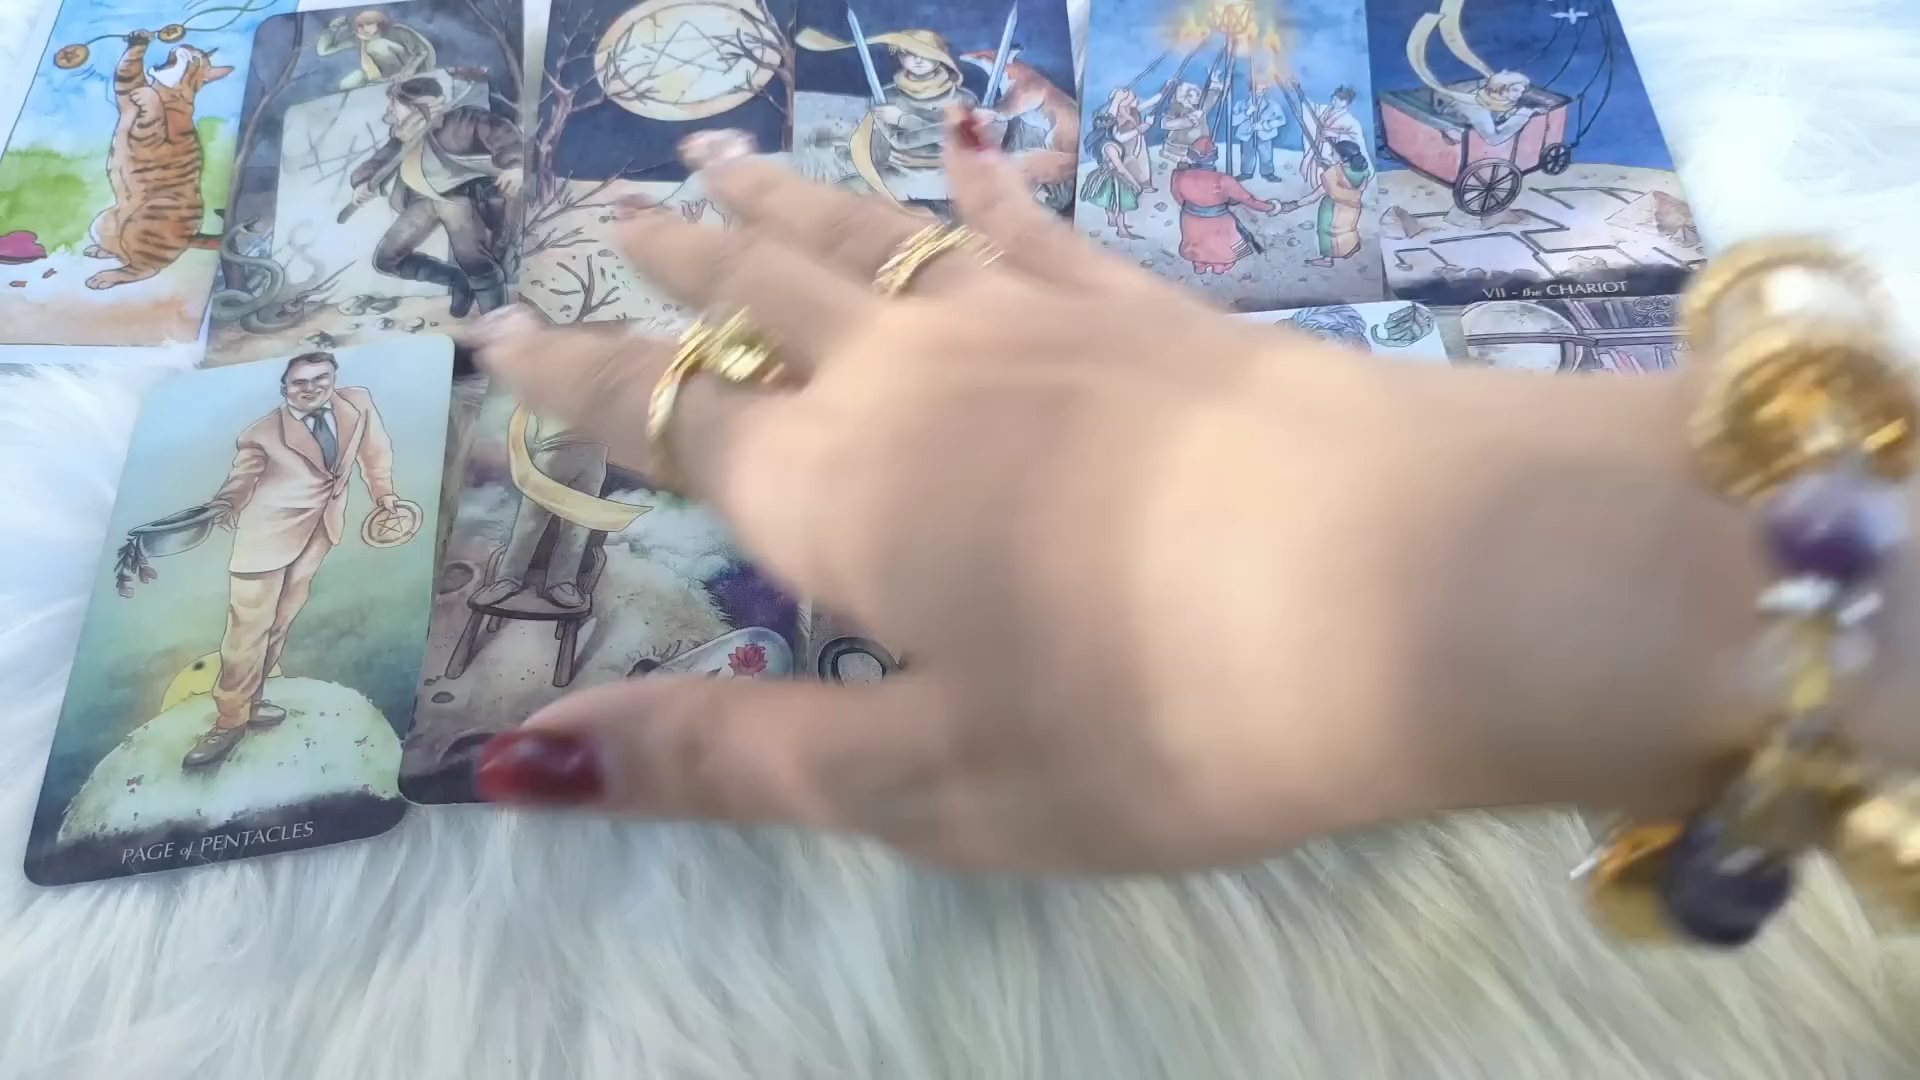 VII - the CHARIOT
PAGE of PENTACLES